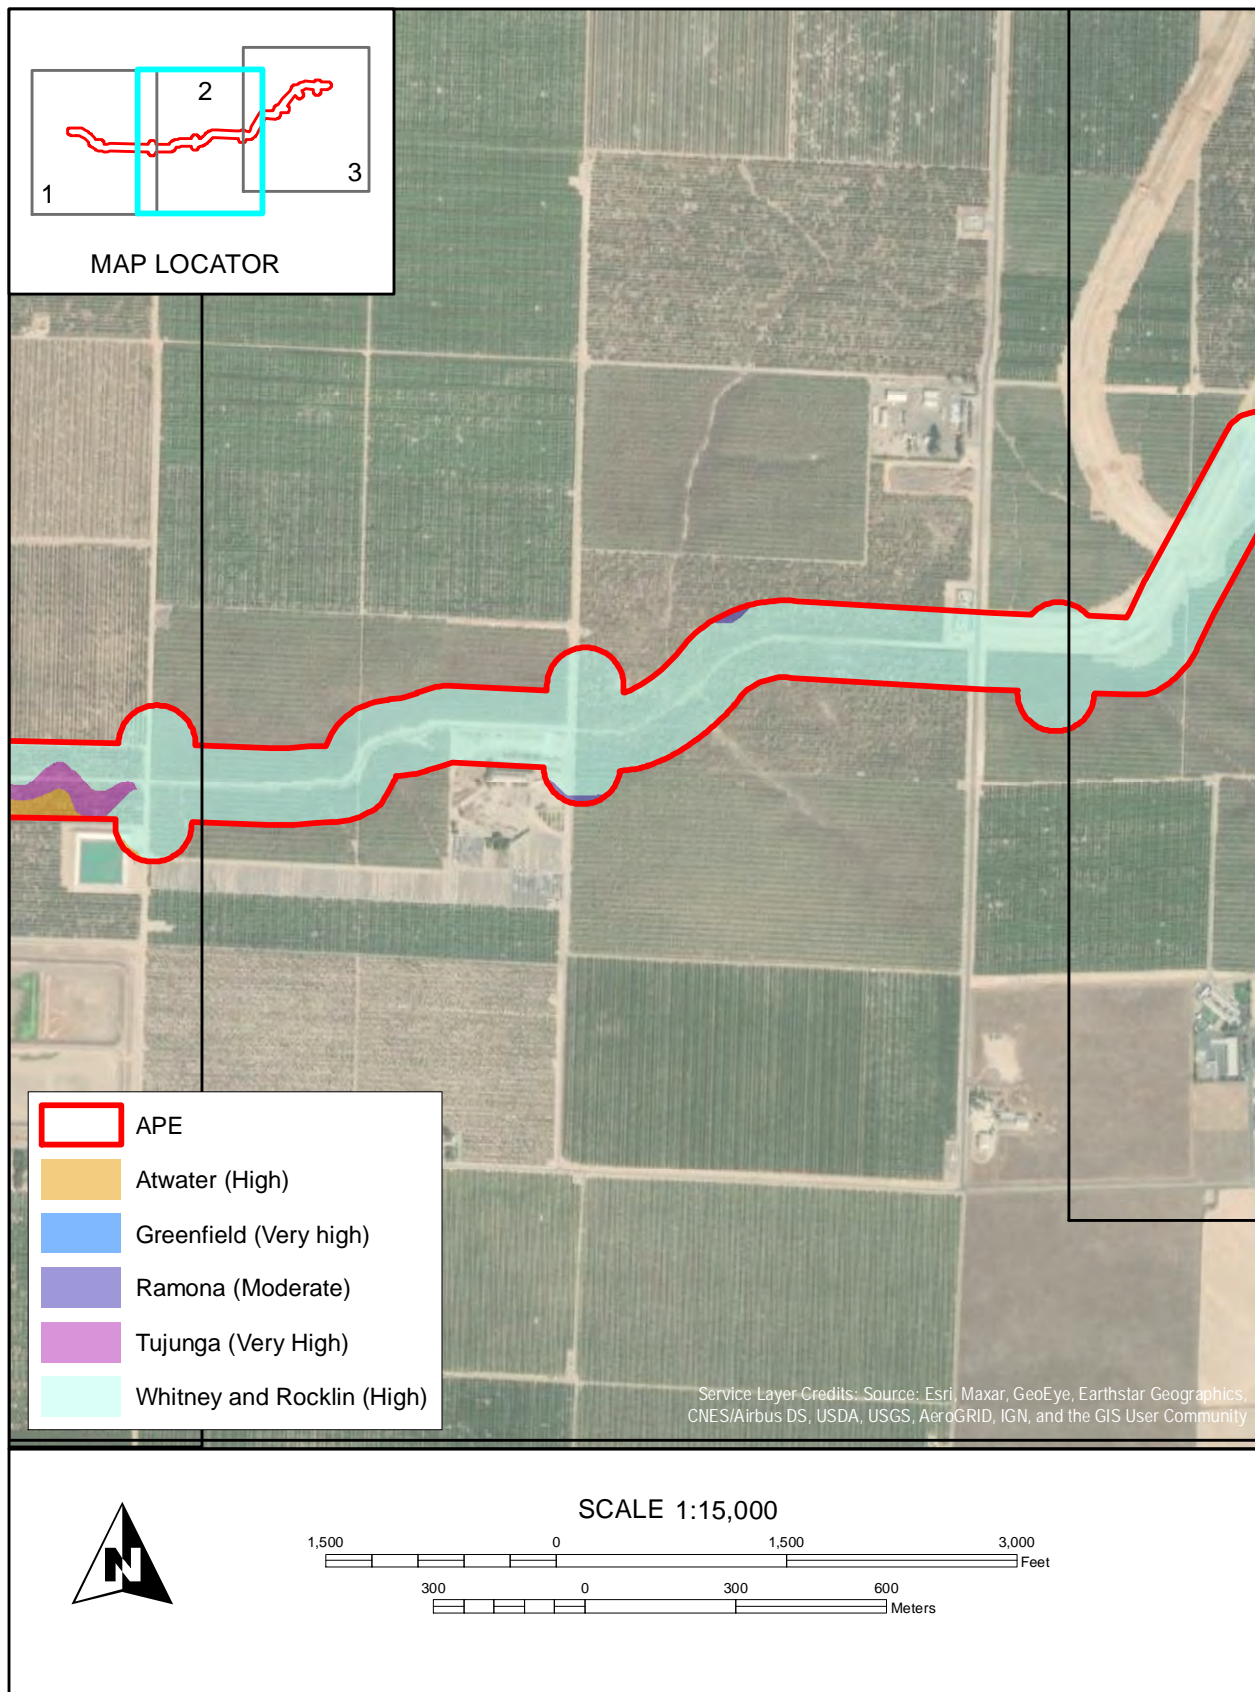 2
1
3
MAP LOCATOR
APE
Atwater (High)
Greenfield (Very high)
Ramona (Moderate)
Tujunga (Very High)
Whitney and Rocklin (High)
Service Layer Credits: Source: Esri, Maxar, GeoEye, Earthstar Geographics,
CNES/Airbus DS, USDA, USGS, AeroGRID, IGN, and the GIS User Community
N
SCALE 1:15,000
1,500 0 1,500 3,000
Feet
300 0 300 600
Meters